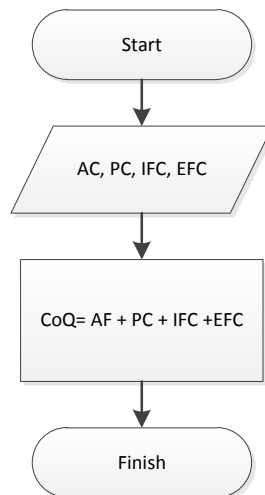 Start
AC, PC, IFC, EFC
CoQ= AF + PC + IFC +EFC
Finish